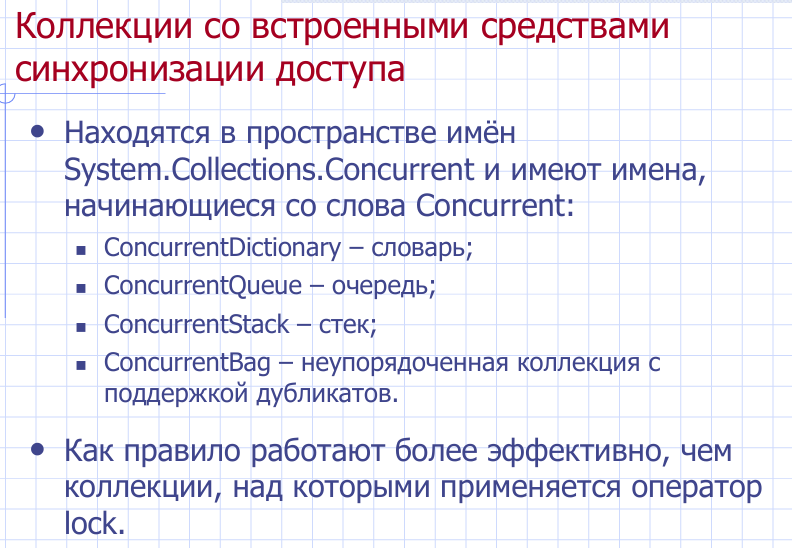 Коллекции со встроенными средствами
синхронизации доступа
• Находятся в пространстве имён
System.Collections.Concurrent и имеют имена,
начинающиеся со слова Concurrent:
▪ ConcurrentDictionary – словарь;
▪ ConcurrentQueue – очередь;
▪ ConcurrentStack – стек;
▪ ConcurrentBag – неупорядоченная коллекция с
поддержкой дубликатов.
• Как правило работают более эффективно, чем
коллекции, над которыми применяется оператор
lock.